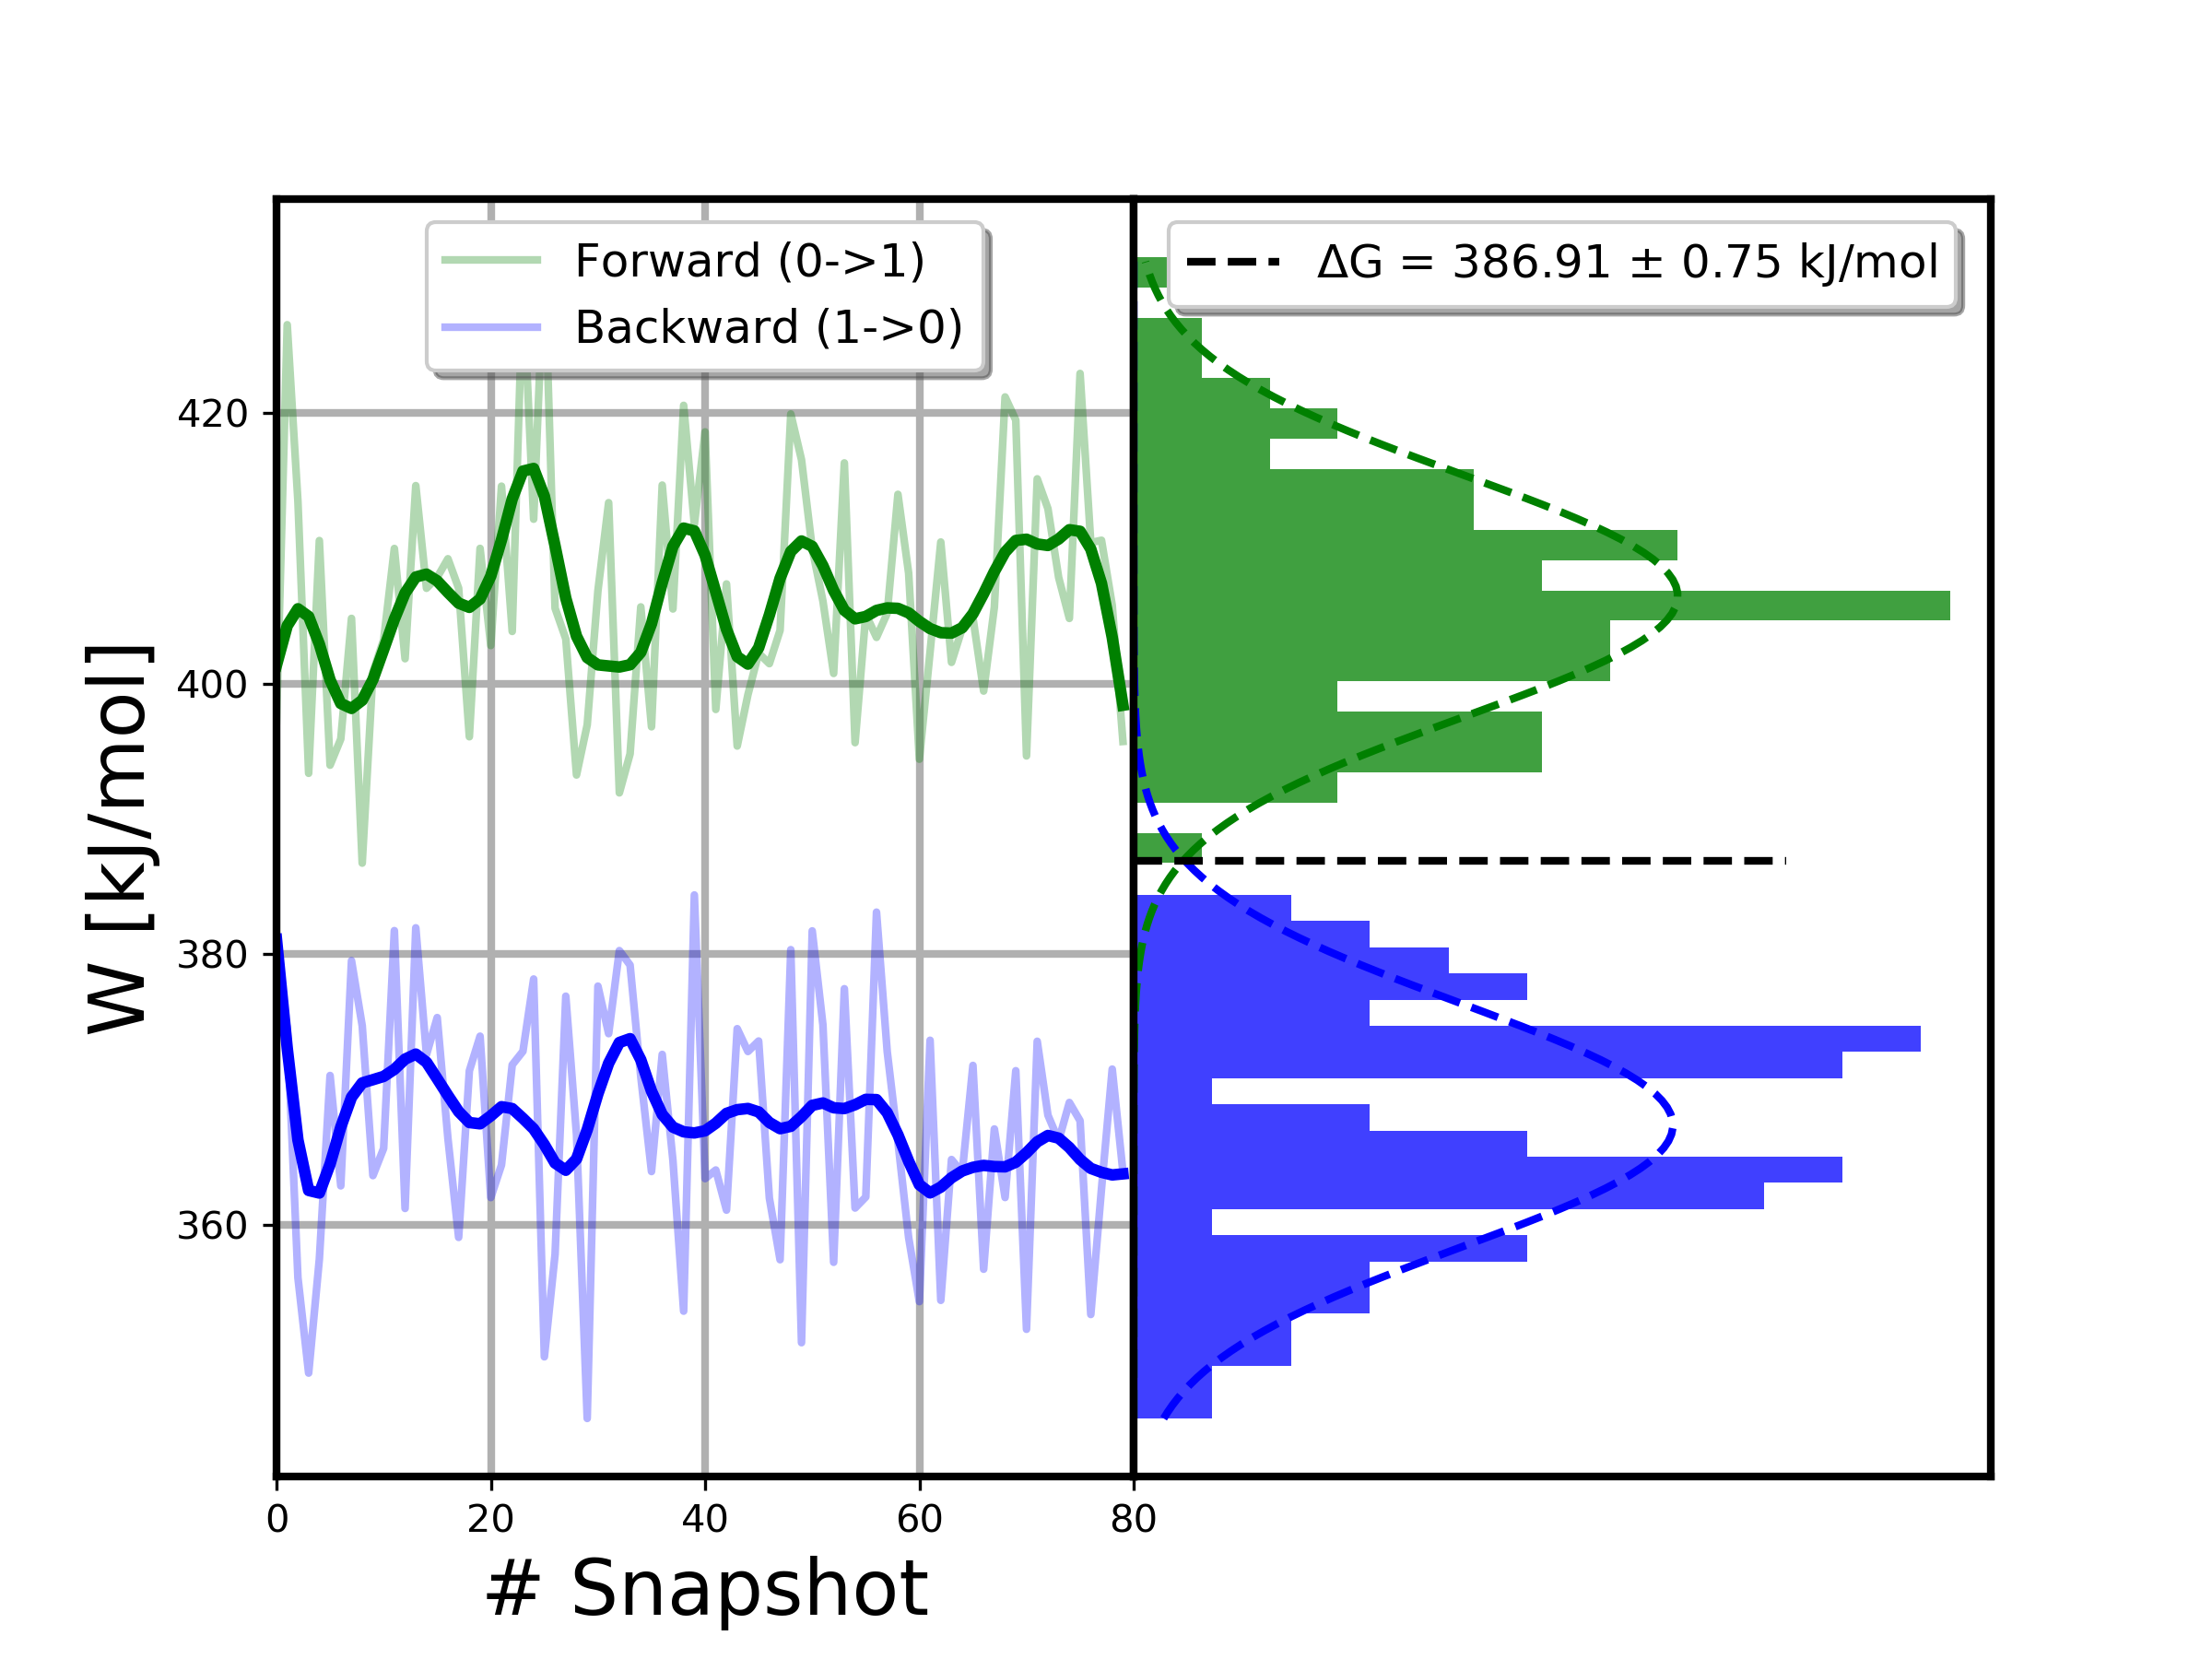 Forward (0->1)
Backward (1->0)
ΔG = 386.91 ± 0.75 kJ/mol
420
400
380
360
W [kJ/mol]
0 20 40 60 80
# Snapshot